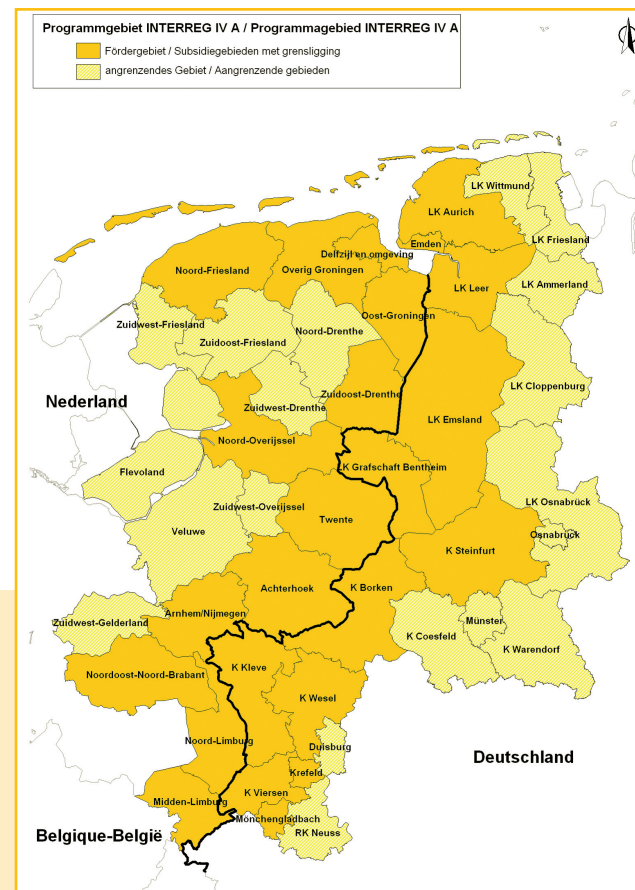 Programmgebiet INTERREG IV A / Programmagebied INTERREG IV A
Fördergebiet / Subsidiegebieden met grensligging
angrenzendes Gebiet / Aangrenzende gebieden
LK Wittmund
LK Aurich
LK Friesland
Emden
Delfzijl en omgeving
Noord-Friesland
Overig Groningen
LK Leer
LK Ammerland
Oost-Groningen
Zuidwest-Friesland
Noord-Drenthe
Zuidoost-Friesland
LK Cloppenburg
Zuidoost-Drenthe
Nederland
Zuidwest-Drenthe
LK Emsland
Noord-Overijssel
LK Grafschaft Bentheim
Flevoland
LK Osnabrück
Zuidwest-Overijssel
Twente
Veluwe
Osnabrück
K Steinfurt
Achterhoek
K Borken
Arnhem/Nijmegen
Zuidwest-Gelderland
Münster
K Coesfeld
K Warendorf
K Kleve
Noordoost-Noord-Brabant
K Wesel
Noord-Limburg
Duisburg
Deutschland
Krefeld
K Viersen
Midden-Limburg
Mönchengladbach
Belgique-België
RK Neuss